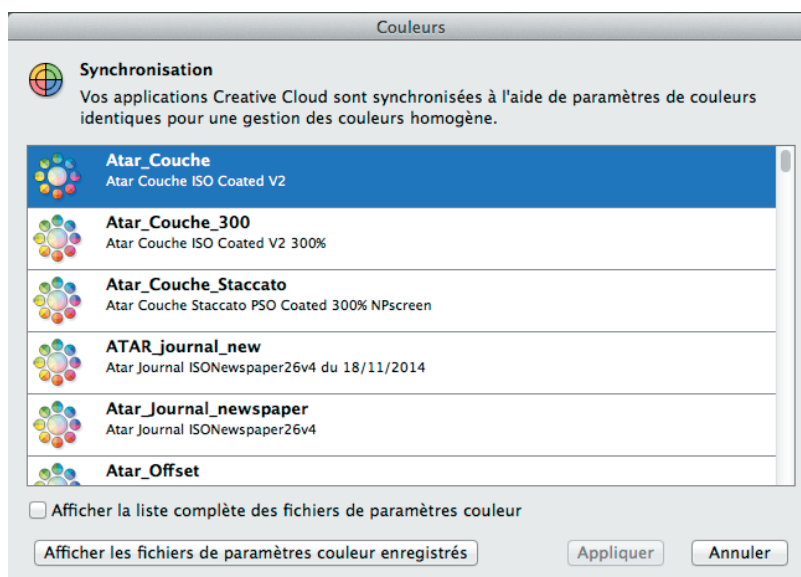 Couleurs
Synchronisation
Vos applications Creative Cloud sont synchronisées à l'aide de paramètres de couleurs
identiques pour une gestion des couleurs homogène.
Atar_Couche
Atar Couche ISO Coated V2
Atar_Couche_300
Atar Couche ISO Coated V2 300%
Atar_Couche_Staccato
Atar Couche Staccato PSO Coated 300% NPscreen
ATAR_journal_new
Atar Journal ISONewspaper26v4 du 18/11/2014
Atar_Journal_newspaper
Atar Journal ISONewspaper26v4
Atar_Offset
Afficher la liste complète des fichiers de paramètres couleur
Afficher les fichiers de paramètres couleur enregistrés
Appliquer
Annuler